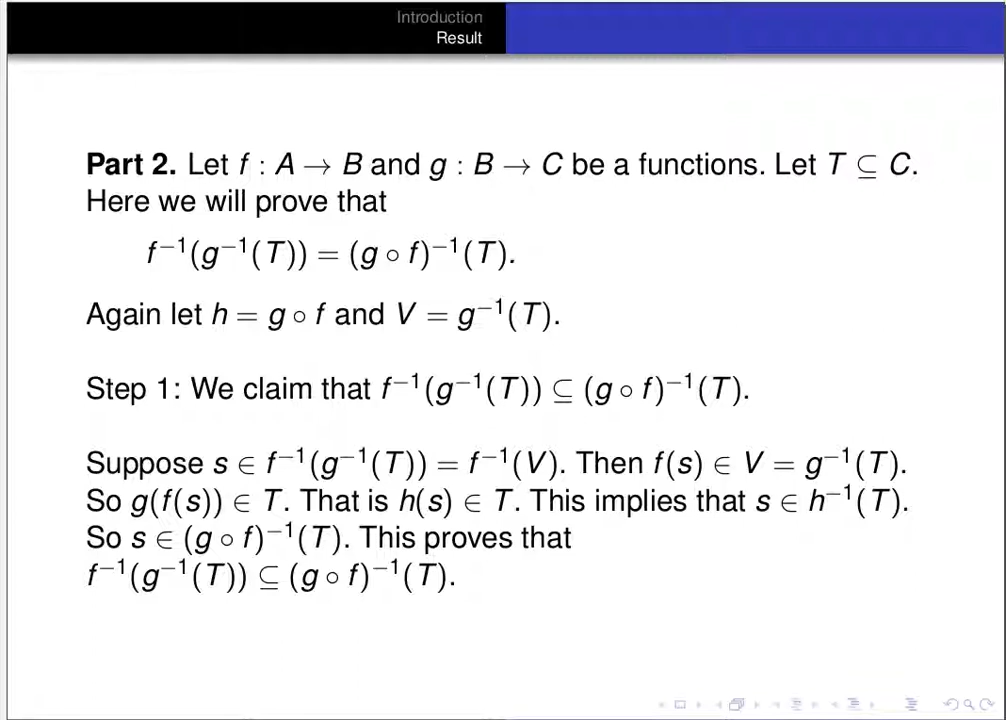 Introduction
Result
Part 2. Let f : A → B and g : B → C be a functions. Let T ⊆ C.
Here we will prove that
f⁻¹(g⁻¹(T)) = (g ∘ f)⁻¹(T).
Again let h = g ∘ f and V = g⁻¹(T).
Step 1: We claim that f⁻¹(g⁻¹(T)) ⊆ (g ∘ f)⁻¹(T).
Suppose s ∈ f⁻¹(g⁻¹(T)) = f⁻¹(V). Then f(s) ∈ V = g⁻¹(T).
So g(f(s)) ∈ T. That is h(s) ∈ T. This implies that s ∈ h⁻¹(T).
So s ∈ (g ∘ f)⁻¹(T). This proves that
f⁻¹(g⁻¹(T)) ⊆ (g ∘ f)⁻¹(T).